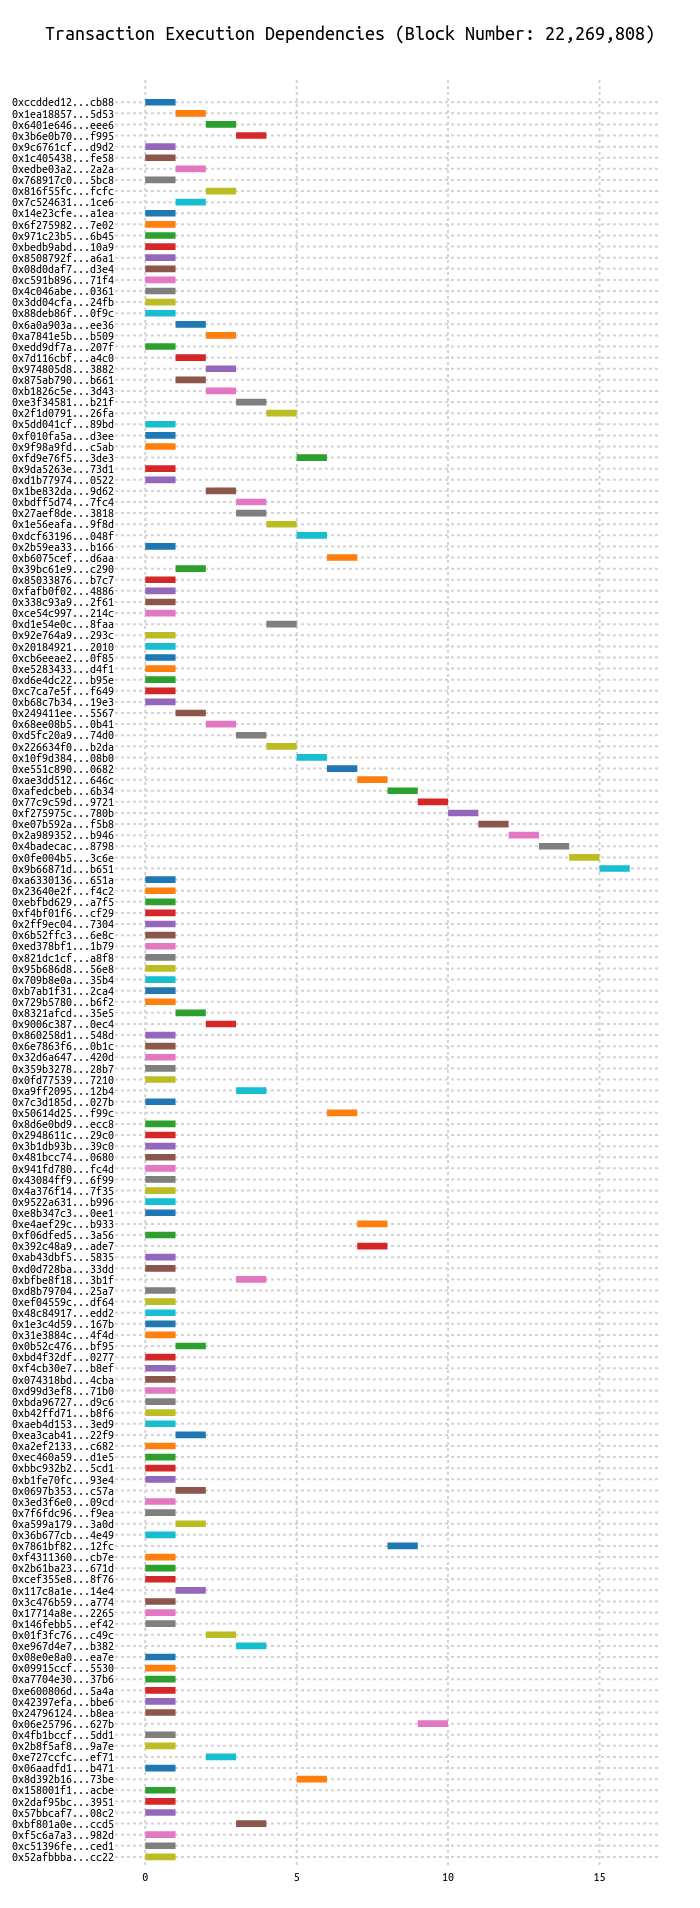 Transaction Execution Dependencies (Block Number: 22,269,808)
0xccdded12...cb88
0x1ea18857...5d53
0x6401e646...eee6
0x3b6e0b70...f995
0x9c6761cf...d9d2
0x1c405438...fe58
0xedbe03a2...2a2a
0x768917c0...5bc8
0x816f55fc...fcfc
0x7c524631...1ce6
0x14e23cfe...a1ea
0x6f275982...7e02
0x971c23b5...6b45
0xbedb9abd...10a9
0x8508792f...a6a1
0x08d0daf7...d3e4
0xc591b896...71f4
0x4c046abe...0361
0x3dd04cfa...24fb
0x88deb86f...0f9c
0x6a0a903a...ee36
0xa7841e5b...b509
0xedd9df7a...207f
0x7d116cbf...a4c0
0x974805d8...3882
0x875ab790...b661
0xb1826c5e...3d43
0xe3f34581...b21f
0x2f1d0791...26fa
0x5dd041cf...89bd
0xf010fa5a...d3ee
0x9f98a9fd...c5ab
0xfd9e76f5...3de3
0x9da5263e...73d1
0xd1b77974...0522
0x1be832da...9d62
0xbdff5d74...7fc4
0x27aef8de...3818
0x1e56eafa...9f8d
0xdcf63196...048f
0x2b59ea33...b166
0xb6075cef...d6aa
0x39bc61e9...c290
0x85033876...b7c7
0xfafb0f02...4886
0x338c93a9...2f61
0xce54c997...214c
0xd1e54e0c...8faa
0x92e764a9...293c
0x20184921...2010
0xcb6eeae2...0f85
0xe5283433...d4f1
0xd6e4dc22...b95e
0xc7ca7e5f...f649
0xb68c7b34...19e3
0x249411ee...5567
0x68ee08b5...0b41
0xd5fc20a9...74d0
0x226634f0...b2da
0x10f9d384...08b0
0xe551c890...0682
0xae3dd512...646c
0xafedcbeb...6b34
0x77c9c59d...9721
0xf275975c...780b
0xe07b592a...f5b8
0x2a989352...b946
0x4badecac...8798
0x0fe004b5...3c6e
0x9b66871d...b651
0xa6330136...651a
0x23640e2f...f4c2
0xebfbd629...a7f5
0xf4bf01f6...cf29
0x2ff9ec04...7304
0x6b52ffc3...6e8c
0xed378bf1...1b79
0x821dc1cf...a8f8
0x95b686d8...56e8
0x709b8e0a...35b4
0xb7ab1f31...2ca4
0x729b5780...b6f2
0x8321afcd...35e5
0x9006c387...0ec4
0x860258d1...548d
0x6e7863f6...0b1c
0x32d6a647...420d
0x359b3278...28b7
0x0fd77539...7210
0xa9ff2095...12b4
0x7c3d185d...027b
0x50614d25...f99c
0x8d6e0bd9...ecc8
0x2948611c...29c0
0x3b1db93b...39c0
0x481bcc74...0680
0x941fd780...fc4d
0x43084ff9...6f99
0x4a376f14...7f35
0x9522a631...b996
0xe8b347c3...0ee1
0xe4aef29c...b933
0xf06dfed5...3a56
0x392c48a9...ade7
0xab43dbf5...5835
0xd0d728ba...33dd
0xbfbe8f18...3b1f
0xd8b79704...25a7
0xef04559c...df64
0x48c84917...edd2
0x1e3c4d59...167b
0x31e3884c...4f4d
0x0b52c476...bf95
0xbd4f32df...0277
0xf4cb30e7...b8ef
0x074318bd...4cba
0xd99d3ef8...71b0
0xbda96727...d9c6
0xb42ffd71...b8f6
0xaeb4d153...3ed9
0xea3cab41...22f9
0xa2ef2133...c682
0xec460a59...d1e5
0xbbc932b2...5cd1
0xb1fe70fc...93e4
0x0697b353...c57a
0x3ed3f6e0...09cd
0x7f6fdc96...f9ea
0xa599a179...3a0d
0x36b677cb...4e49
0x7861bf82...12fc
0xf4311360...cb7e
0x2b61ba23...671d
0xcef355e8...8f76
0x117c8a1e...14e4
0x3c476b59...a774
0x17714a8e...2265
0x146febb5...ef42
0x01f3fc76...c49c
0xe967d4e7...b382
0x08e0e8a0...ea7e
0x09915ccf...5530
0xa7704e30...37b6
0xe600806d...5a4a
0x42397efa...bbe6
0x24796124...b8ea
0x06e25796...627b
0x4fb1bccf...5dd1
0x2b8f5af8...9a7e
0xe727ccfc...ef71
0x06aadfd1...b471
0x8d392b16...73be
0x158001f1...acbe
0x2daf95bc...3951
0x57bbcaf7...08c2
0xbf801a0e...ccd5
0xf5c6a7a3...982d
0xc51396fe...ced1
0x52afbbba...cc22
0 5 10 15